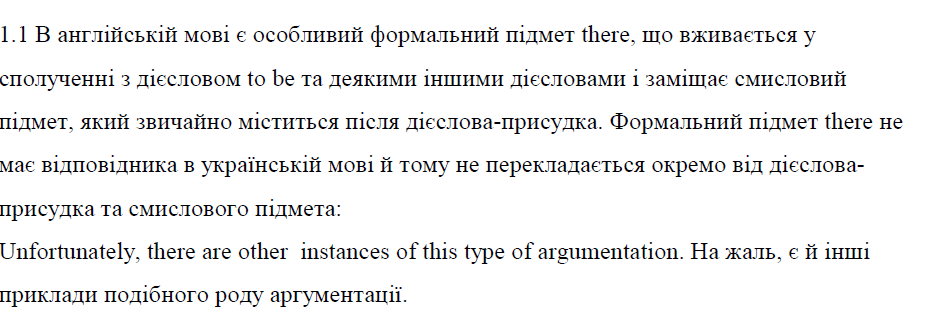 1.1 В англійській мові є особливий формальний підмет there, що вживається у
сполученні з дієсловом to be та деякими іншими дієсловами і заміщає смисловий
підмет, який звичайно міститься після дієслова-присудка. Формальний підмет there не
має відповідника в українській мові й тому не перекладається окремо від дієслова-
присудка та смислового підмета:
Unfortunately, there are other  instances of this type of argumentation. На жаль, є й інші
приклади подібного роду аргументації.